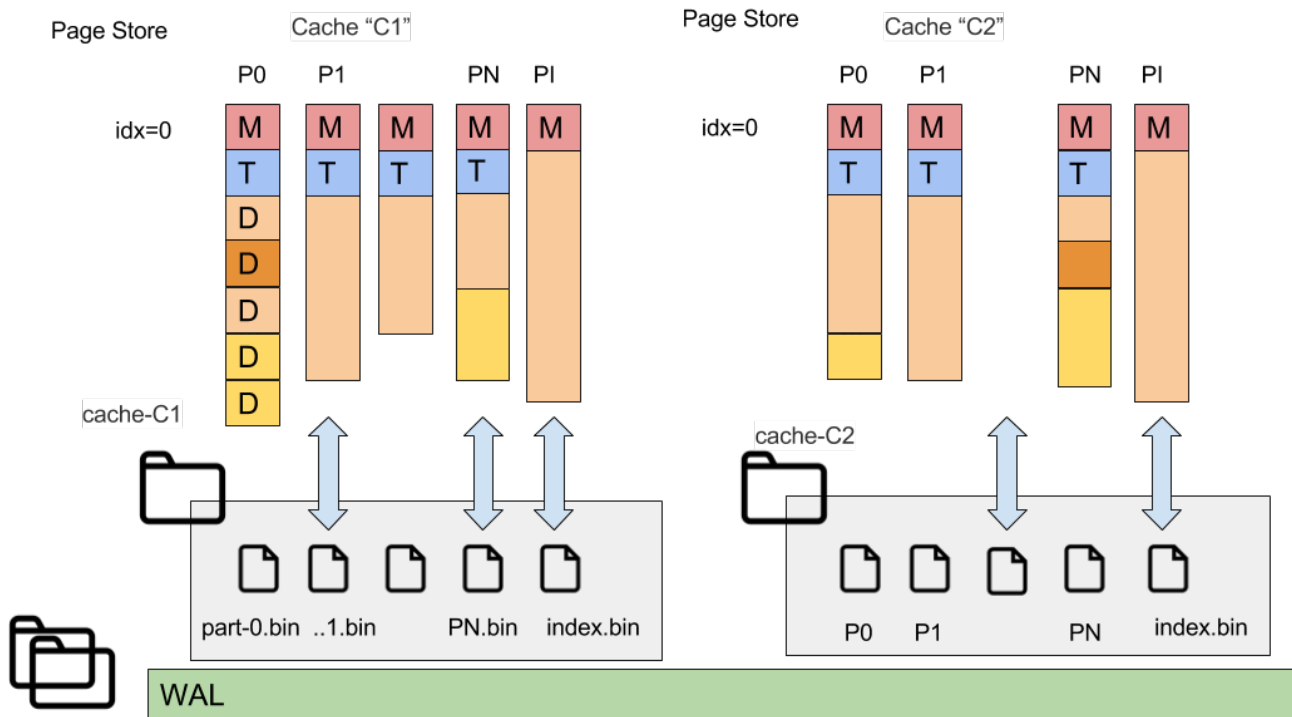 Page Store
Cache "C1"
Page Store
Cache "C2"
P0
P1
PN
PI
P0
P1
PN
PI
idx=0
M
M
M
M
M
idx=0
M
M
M
M
T
T
T
T
T
T
T
D
D
D
D
D
cache-C1
cache-C2
part-0.bin
..1.bin
PN.bin
index.bin
P0
P1
PN
index.bin
WAL